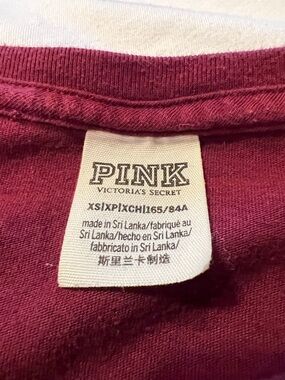 PINK
VICTORIA'S SECRET
XS|XP|XCH|165/84A
made in Sri Lanka/fabriqué au
Sri Lanka/hecho en Sri Lanka/
fabbricato in Sri Lanka/
斯里兰卡制造